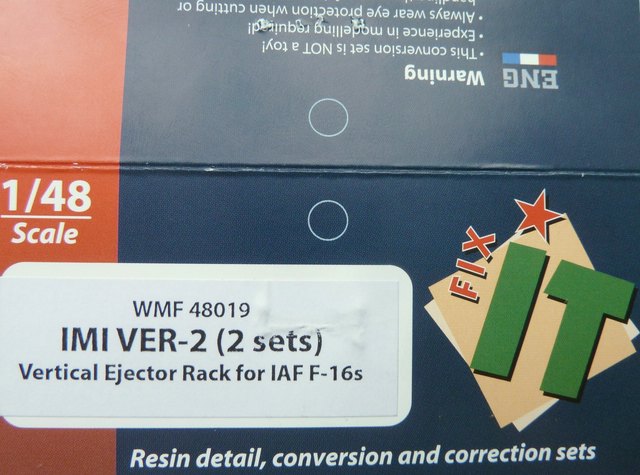 handling
• Always wear eye protection when cutting or
• Experience in modelling required!
• This conversion set is NOT a toy!
Warning
ENG
1/48
Scale
FIX
IT
WMF 48019
IMI VER-2 (2 sets)
Vertical Ejector Rack for IAF F-16s
Resin detail, conversion and correction sets